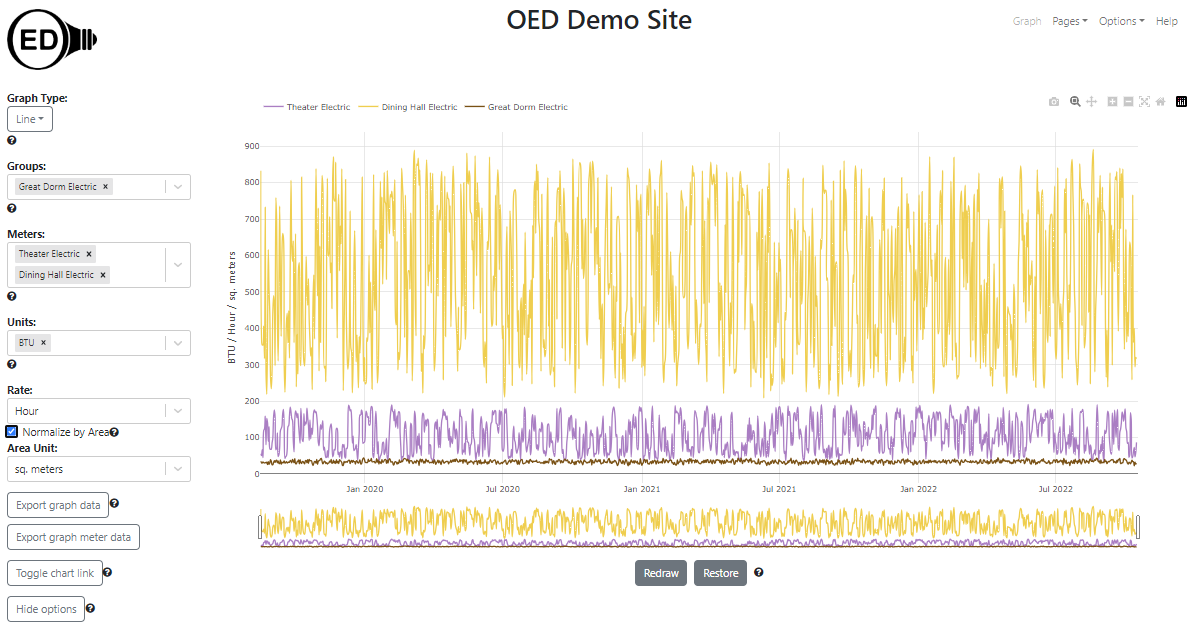 ED
OED Demo Site
Graph Pages Options Help
Graph Type:
Line
Groups:
Great Dorm Electric ×
Meters:
Theater Electric ×
Dining Hall Electric ×
Units:
BTU ×
Rate:
Hour
Normalize by Area
Area Unit:
sq. meters
Export graph data
Export graph meter data
Toggle chart link
Hide options
Theater Electric Dining Hall Electric Great Dorm Electric
BTU / Hour / sq. meters
900
800
700
600
500
400
300
200
100
0
Jan 2020 Jul 2020 Jan 2021 Jul 2021 Jan 2022 Jul 2022
Redraw Restore